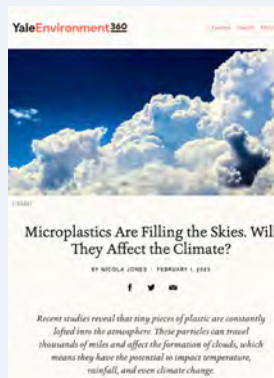 YaleEnvironment360
Explore Search About
Microplastics Are Filling the Skies. Will
They Affect the Climate?
BY NICOLA JONES · FEBRUARY 1, 2023
Recent studies reveal that tiny pieces of plastic are constantly
lofted into the atmosphere. These particles can travel
thousands of miles and affect the formation of clouds, which
means they have the potential to impact temperature,
rainfall, and even climate change.